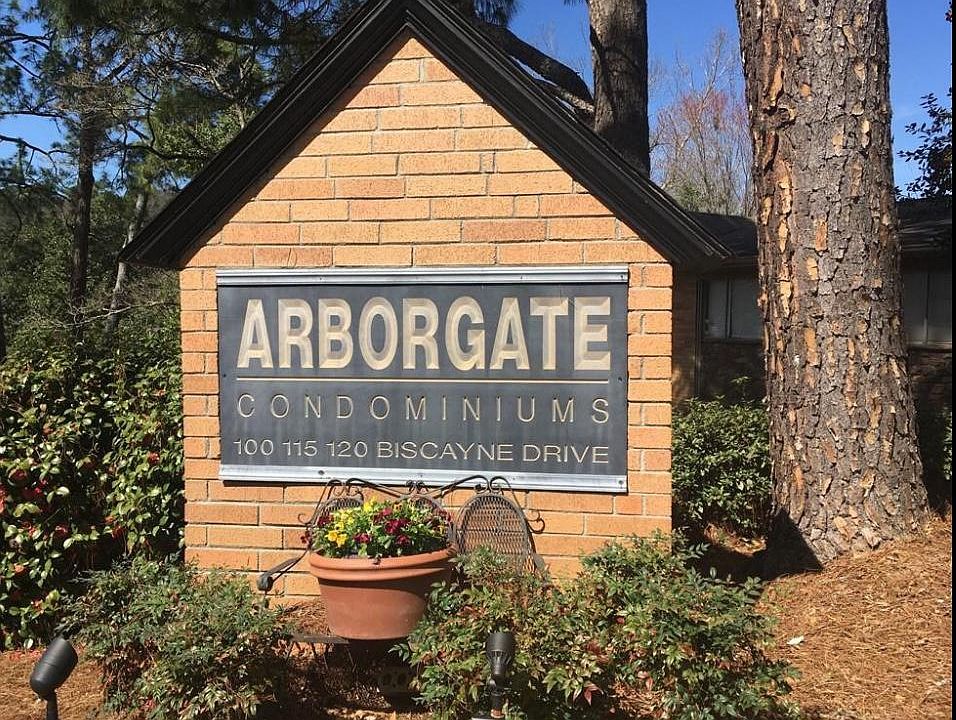 ARBORGATE
CONDOMINIUMS
100 115 120 BISCAYNE DRIVE